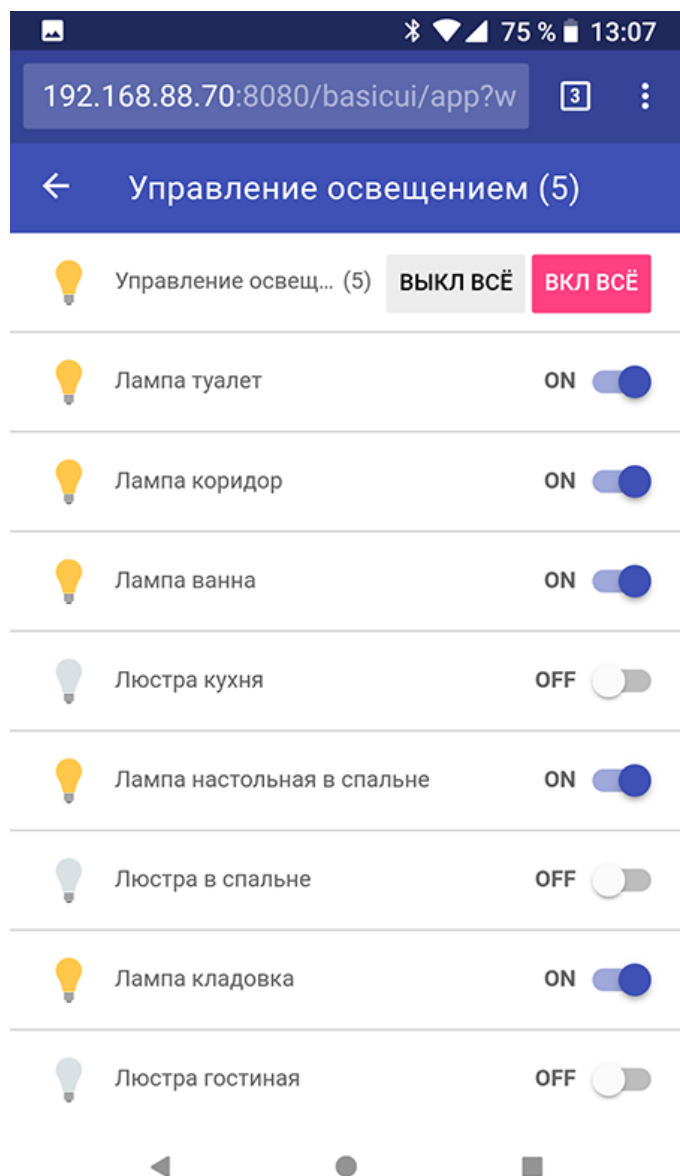 75 % 13:07
192.168.88.70:8080/basicui/app?w 3
Управление освещением (5)
Управление освещ... (5) ВЫКЛ ВСЁ ВКЛ ВСЁ
Лампа туалет ON
Лампа коридор ON
Лампа ванна ON
Люстра кухня OFF
Лампа настольная в спальне ON
Люстра в спальне OFF
Лампа кладовка ON
Люстра гостиная OFF